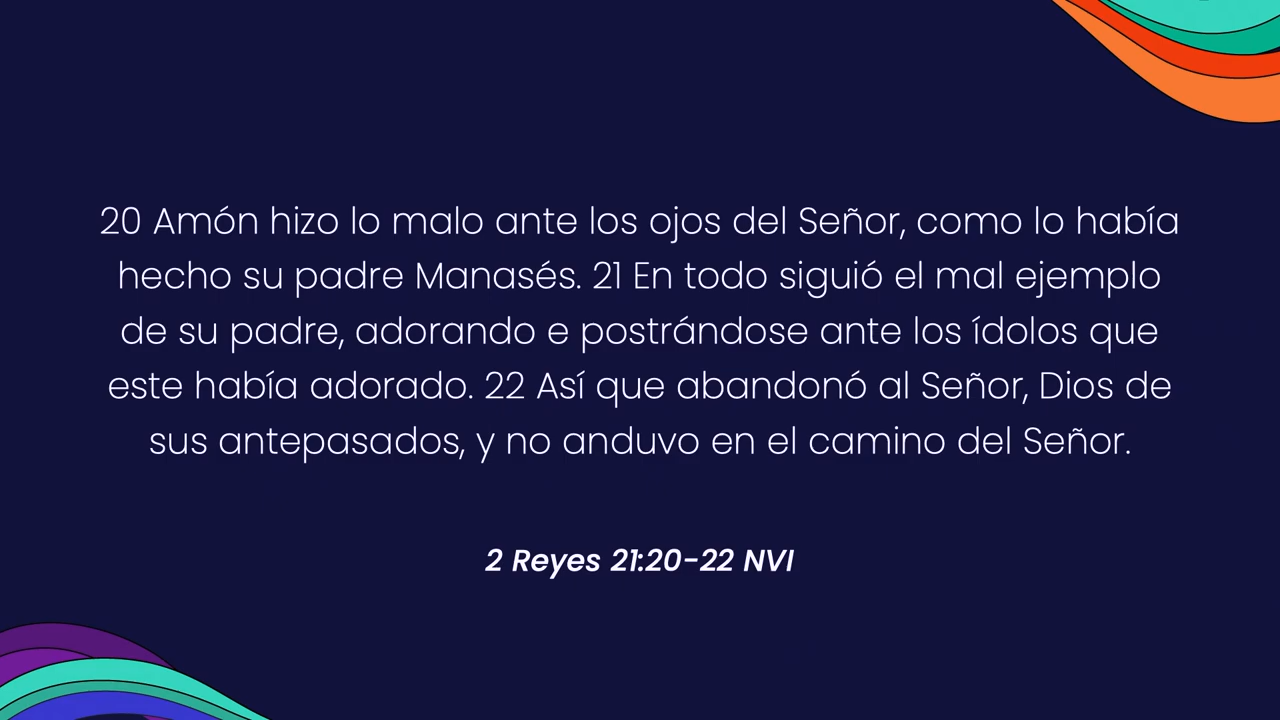 20 Amón hizo lo malo ante los ojos del Señor, como lo había
hecho su padre Manasés. 21 En todo siguió el mal ejemplo
de su padre, adorando e postrándose ante los ídolos que
este había adorado. 22 Así que abandonó al Señor, Dios de
sus antepasados, y no anduvo en el camino del Señor.
2 Reyes 21:20-22 NVI